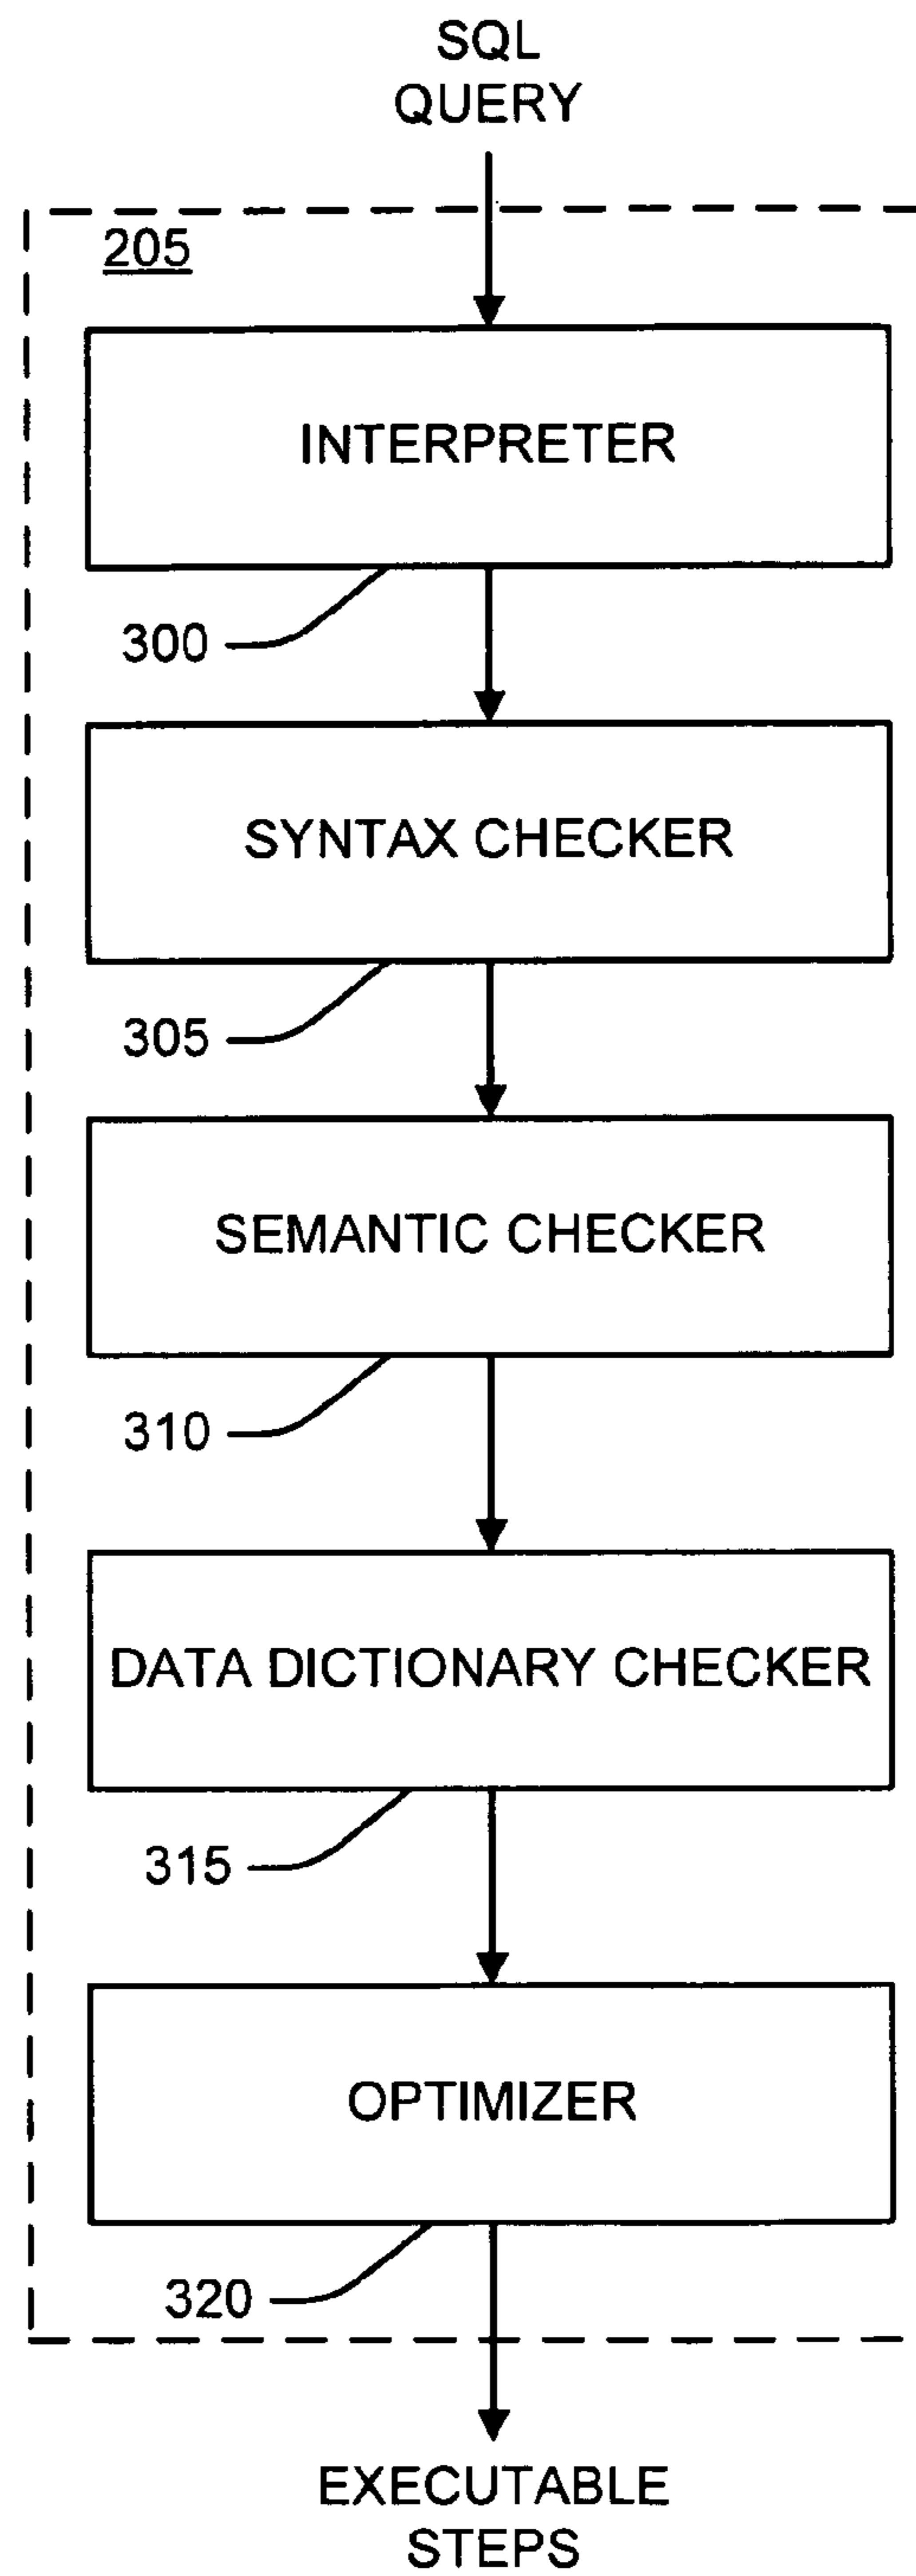 SQL
QUERY
205
INTERPRETER
300
SYNTAX CHECKER
305
SEMANTIC CHECKER
310
DATA DICTIONARY CHECKER
315
OPTIMIZER
320
EXECUTABLE
STEPS